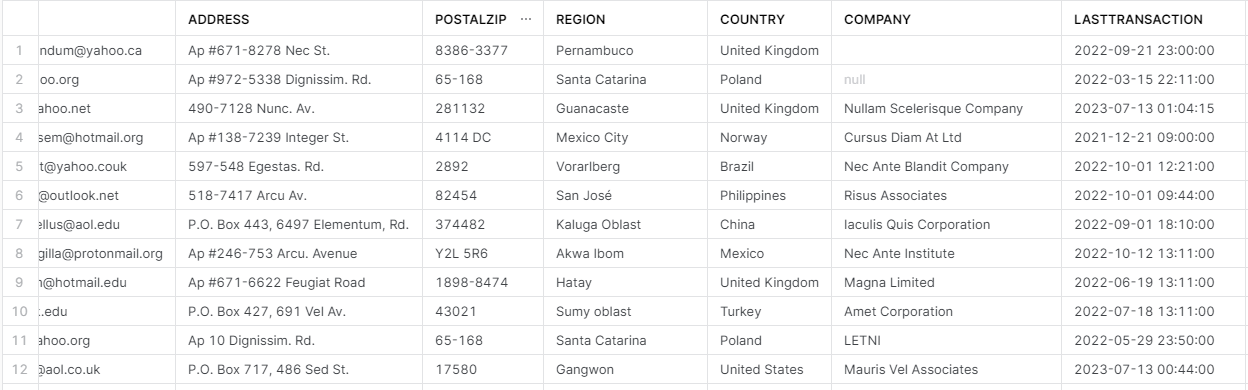 ADDRESS POSTALZIP ··· REGION COUNTRY COMPANY LASTTRANSACTION
1 ndum@yahoo.ca Ap #671-8278 Nec St. 8386-3377 Pernambuco United Kingdom 2022-09-21 23:00:00
2 oo.org Ap #972-5338 Dignissim. Rd. 65-168 Santa Catarina Poland null 2022-03-15 22:11:00
3 ahoo.net 490-7128 Nunc. Av. 281132 Guanacaste United Kingdom Nullam Scelerisque Company 2023-07-13 01:04:15
4 sem@hotmail.org Ap #138-7239 Integer St. 4114 DC Mexico City Norway Cursus Diam At Ltd 2021-12-21 09:00:00
5 t@yahoo.couk 597-548 Egestas. Rd. 2892 Vorarlberg Brazil Nec Ante Blandit Company 2022-10-01 12:21:00
6 @outlook.net 518-7417 Arcu Av. 82454 San José Philippines Risus Associates 2022-10-01 09:44:00
7 ellus@aol.edu P.O. Box 443, 6497 Elementum, Rd. 374482 Kaluga Oblast China Iaculis Quis Corporation 2022-09-01 18:10:00
8 gilla@protonmail.org Ap #246-753 Arcu. Avenue Y2L 5R6 Akwa Ibom Mexico Nec Ante Institute 2022-10-12 13:11:00
9 @hotmail.edu Ap #671-6622 Feugiat Road 1898-8474 Hatay United Kingdom Magna Limited 2022-06-19 13:11:00
10 .edu P.O. Box 427, 691 Vel Av. 43021 Sumy oblast Turkey Amet Corporation 2022-07-18 13:11:00
11 ahoo.org Ap 10 Dignissim. Rd. 65-168 Santa Catarina Poland LETNI 2022-05-29 23:50:00
12 @aol.co.uk P.O. Box 717, 486 Sed St. 17580 Gangwon United States Mauris Vel Associates 2023-07-13 00:44:00